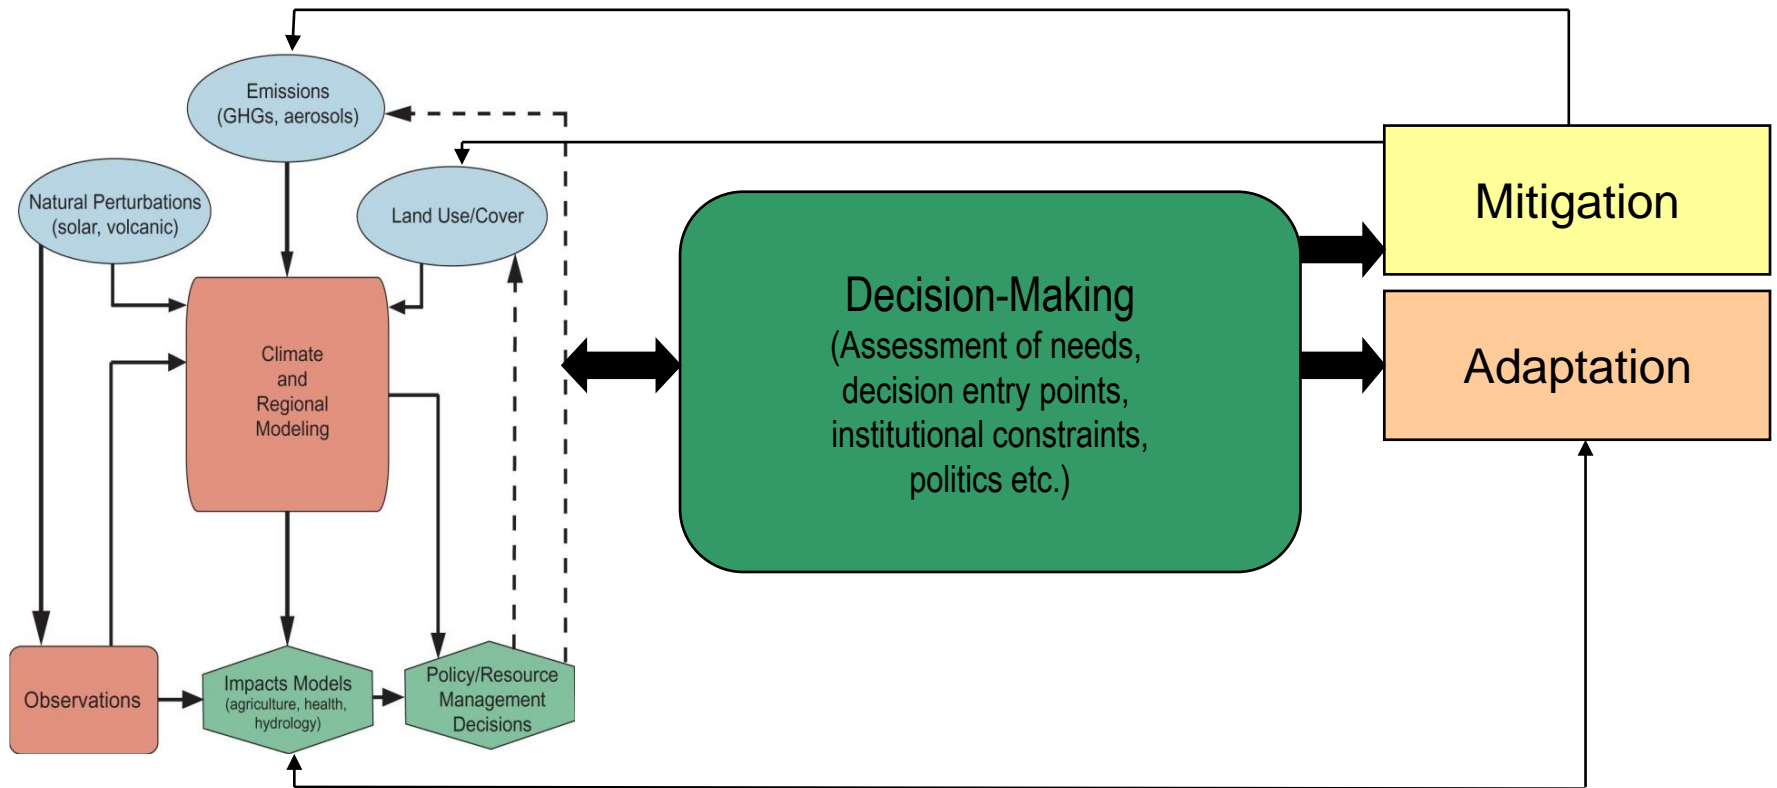 Emissions
(GHGs, aerosols)
Natural Perturbations
(solar, volcanic)
Land Use/Cover
Climate
and
Regional
Modeling
Observations
Impacts Models
(agriculture, health,
hydrology)
Policy/Resource
Management
Decisions
Decision-Making
(Assessment of needs,
decision entry points,
institutional constraints,
politics etc.)
Mitigation
Adaptation